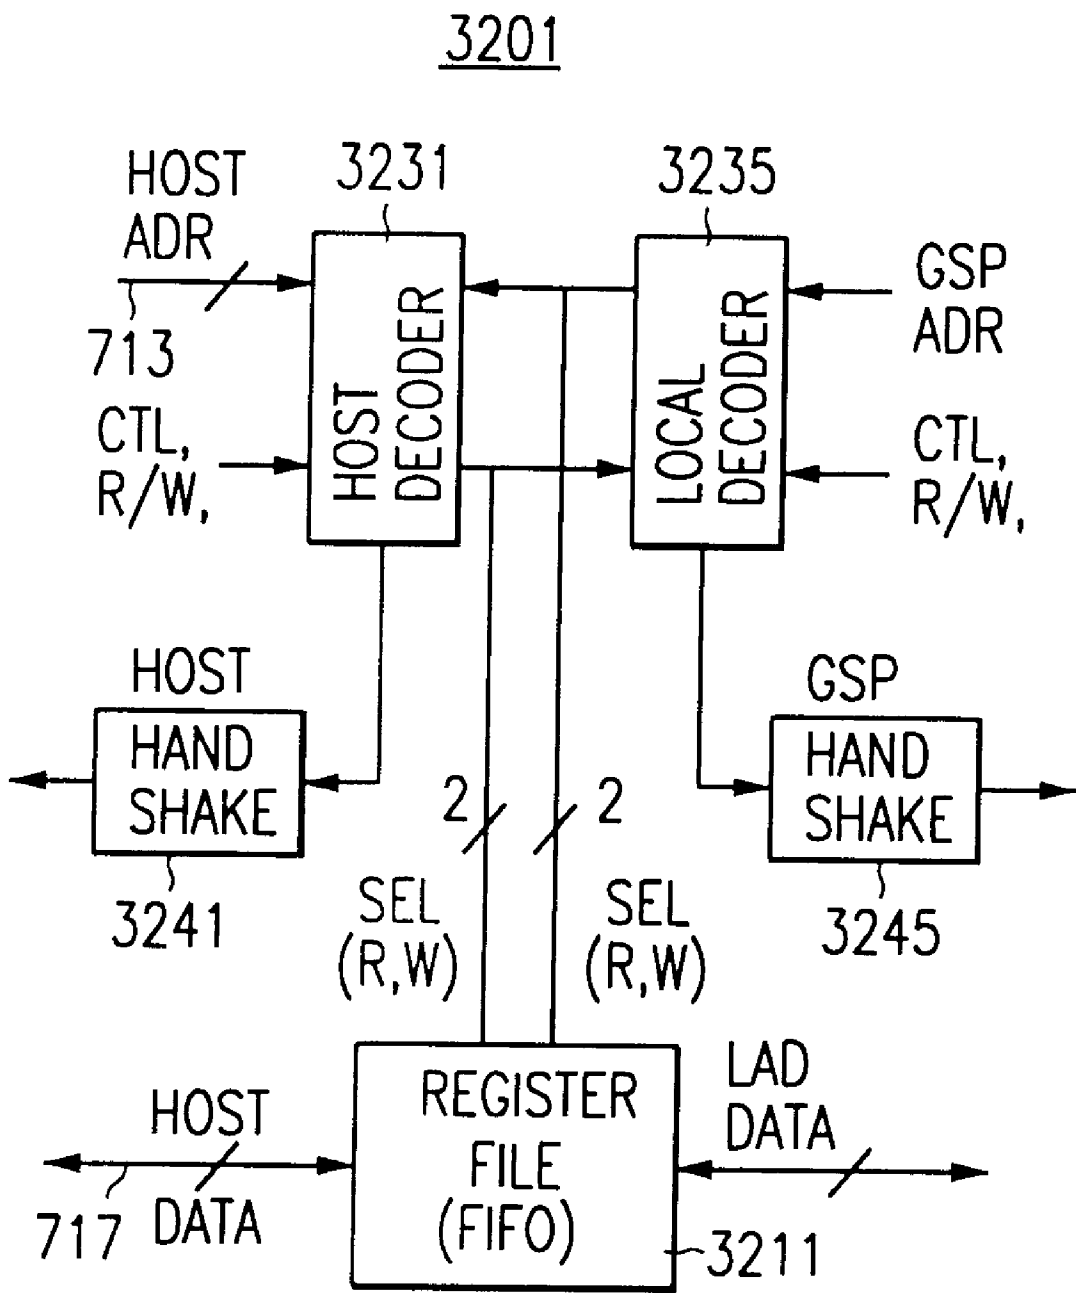 3201
3231
3235
HOST
ADR
713
CTL,
R/W,
HOST
DECODER
LOCAL
DECODER
GSP
ADR
CTL,
R/W,
HOST
HAND
SHAKE
3241
GSP
HAND
SHAKE
3245
2
2
SEL
(R,W)
SEL
(R,W)
HOST
DATA
717
REGISTER
FILE
(FIFO)
LAD
DATA
3211